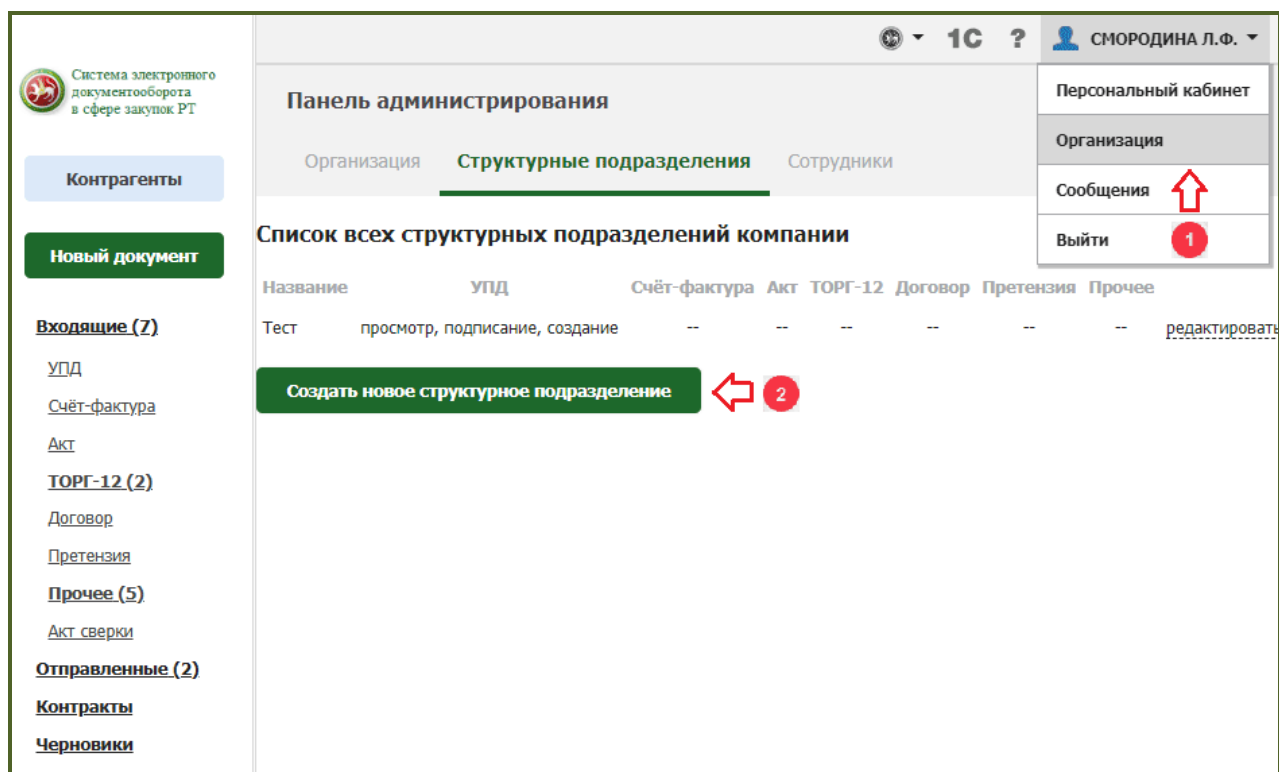 1С ? СМОРОДИНА Л.Ф.
Система электронного
документооборота
в сфере закупок РТ
Контрагенты
Новый документ
Входящие (7)
УПД
Счёт-фактура
Акт
ТОРГ-12 (2)
Договор
Претензия
Прочее (5)
Акт сверки
Отправленные (2)
Контракты
Черновики
Панель администрирования
Организация Структурные подразделения Сотрудники
Персональный кабинет
Организация
Сообщения
Выйти
1
Список всех структурных подразделений компании
Название УПД Счёт-фактура Акт ТОРГ-12 Договор Претензия Прочее
Тест просмотр, подписание, создание -- -- -- -- -- -- редактировать
Создать новое структурное подразделение
2